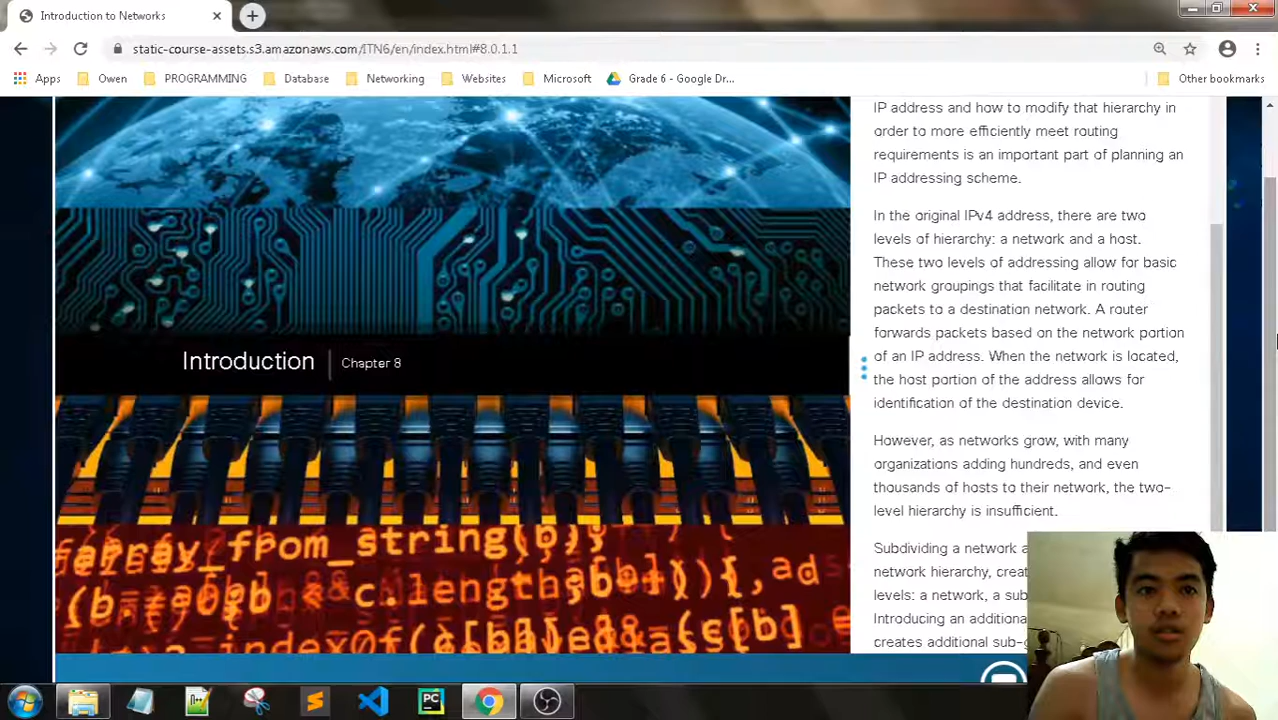 Introduction to Networks
static-course-assets.s3.amazonaws.com/ITN6/en/index.html#8.0.1.1
Apps Owen PROGRAMMING Database Networking Websites Microsoft Grade 6 - Google Dr... Other bookmarks
IP address and how to modify that hierarchy in
order to more efficiently meet routing
requirements is an important part of planning an
IP addressing scheme.
In the original IPv4 address, there are two
levels of hierarchy: a network and a host.
These two levels of addressing allow for basic
network groupings that facilitate in routing
packets to a destination network. A router
forwards packets based on the network portion
of an IP address. When the network is located,
the host portion of the address allows for
identification of the destination device.
Introduction | Chapter 8
However, as networks grow, with many
organizations adding hundreds, and even
thousands of hosts to their network, the two-
level hierarchy is insufficient.
Subdividing a network a
network hierarchy, creat
levels: a network, a sub
Introducing an additiona
creates additional sub-g
array_from_string(b)
c.length
indexOf(
PC